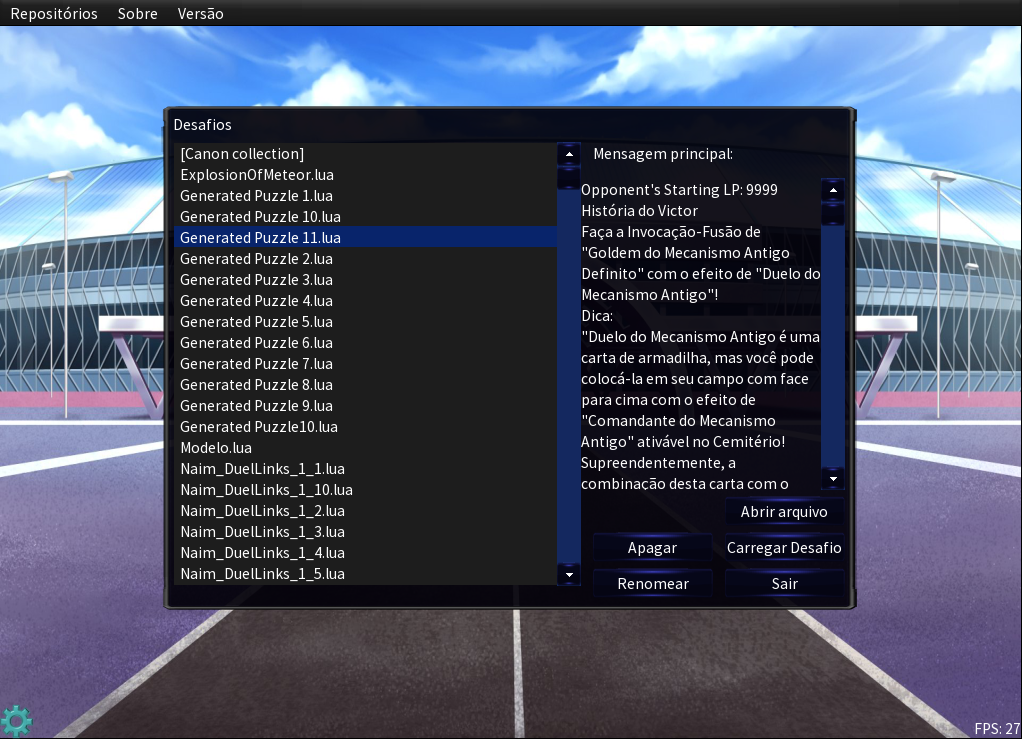 Repositórios Sobre Versão
Desafios
[Canon collection]
ExplosionOfMeteor.lua
Generated Puzzle 1.lua
Generated Puzzle 10.lua
Generated Puzzle 11.lua
Generated Puzzle 2.lua
Generated Puzzle 3.lua
Generated Puzzle 4.lua
Generated Puzzle 5.lua
Generated Puzzle 6.lua
Generated Puzzle 7.lua
Generated Puzzle 8.lua
Generated Puzzle 9.lua
Generated Puzzle10.lua
Modelo.lua
Naim_DuelLinks_1_1.lua
Naim_DuelLinks_1_10.lua
Naim_DuelLinks_1_2.lua
Naim_DuelLinks_1_3.lua
Naim_DuelLinks_1_4.lua
Naim_DuelLinks_1_5.lua
Mensagem principal:
Opponent's Starting LP: 9999
História do Victor
Faça a Invocação-Fusão de
"Goldem do Mecanismo Antigo
Definito" com o efeito de "Duelo do
Mecanismo Antigo"!
Dica:
"Duelo do Mecanismo Antigo é uma
carta de armadilha, mas você pode
colocá-la em seu campo com face
para cima com o efeito de
"Comandante do Mecanismo
Antigo" ativável no Cemitério!
Supreendentemente, a
combinação desta carta com o
Abrir arquivo
Apagar Carregar Desafio
Renomear Sair
FPS: 27